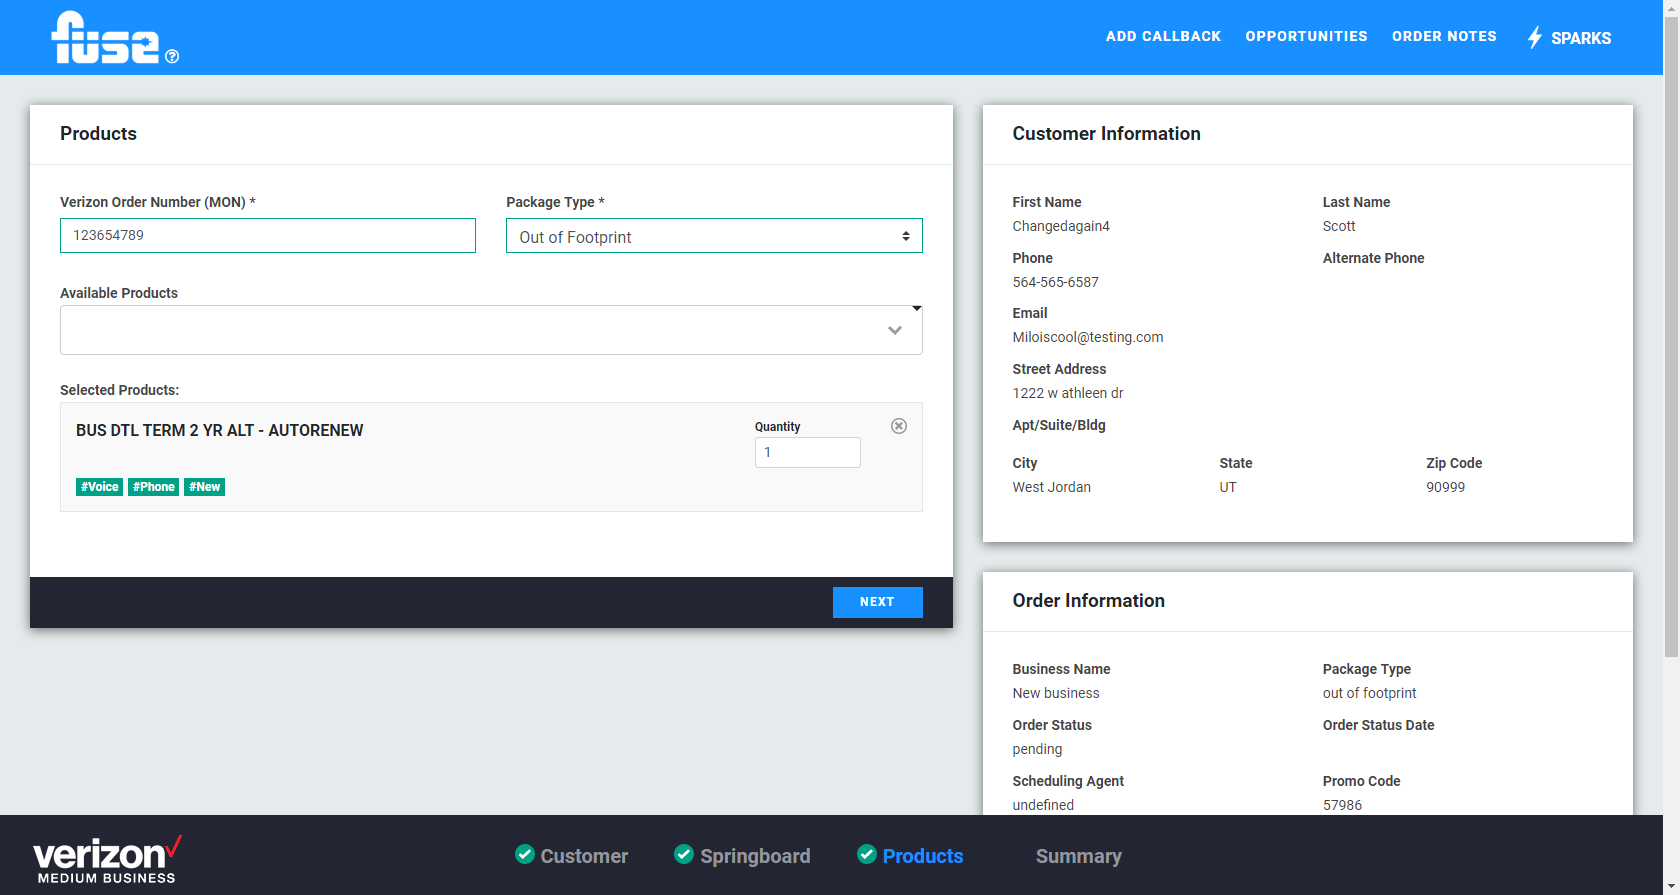 fuse
ADD CALLBACK OPPORTUNITIES ORDER NOTES SPARKS
Products
Verizon Order Number (MON) * Package Type *
123654789 Out of Footprint
Available Products
Selected Products:
BUS DTL TERM 2 YR ALT - AUTORENEW
Quantity
1
#Voice #Phone #New
NEXT
Customer Information
First Name Last Name
Changedagain4 Scott
Phone Alternate Phone
564-565-6587
Email
Miloiscool@testing.com
Street Address
1222 w athleen dr
Apt/Suite/Bldg
City State Zip Code
West Jordan UT 90999
Order Information
Business Name Package Type
New business out of footprint
Order Status Order Status Date
pending
Scheduling Agent Promo Code
undefined 57986
verizon
MEDIUM BUSINESS
Customer Springboard Products Summary